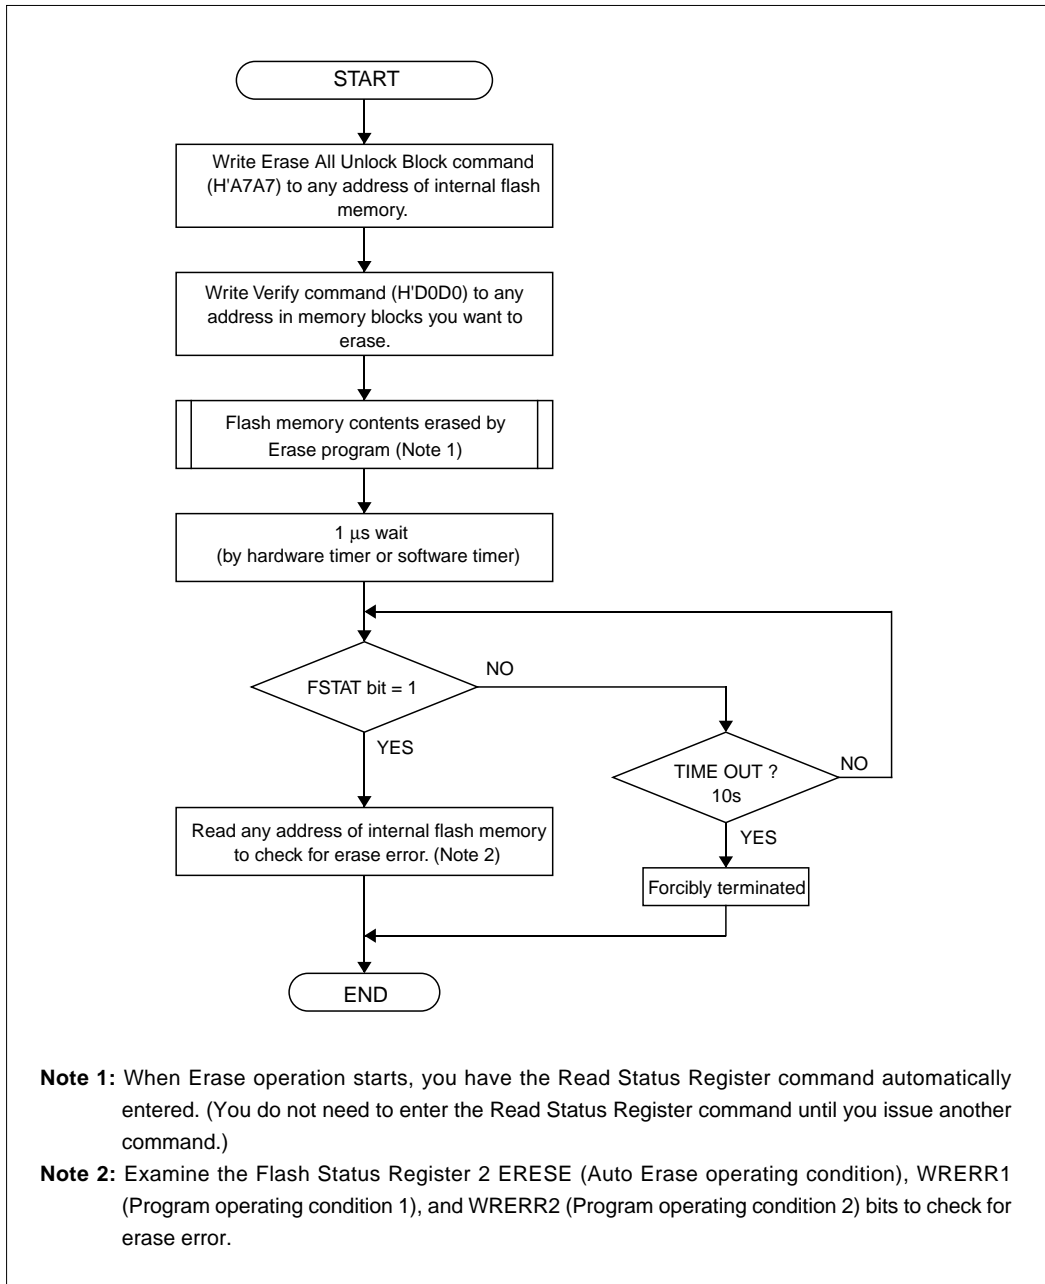 START
Write Erase All Unlock Block command
(H'A7A7) to any address of internal flash
memory.
Write Verify command (H'D0D0) to any
address in memory blocks you want to
erase.
Flash memory contents erased by
Erase program (Note 1)
1 μs wait
(by hardware timer or software timer)
FSTAT bit = 1
NO
YES
TIME OUT ?
10s
NO
YES
Read any address of internal flash memory
to check for erase error. (Note 2)
Forcibly terminated
END
Note 1: When Erase operation starts, you have the Read Status Register command automatically
entered. (You do not need to enter the Read Status Register command until you issue another
command.)
Note 2: Examine the Flash Status Register 2 ERESE (Auto Erase operating condition), WRERR1
(Program operating condition 1), and WRERR2 (Program operating condition 2) bits to check for
erase error.